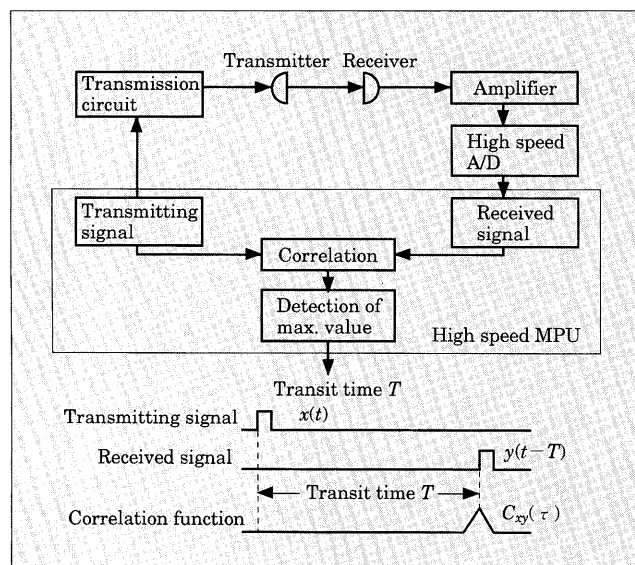 Transmitter Receiver
Transmission
circuit
Amplifier
High speed
A/D
Transmitting
signal
Received
signal
Correlation
Detection of
max. value
High speed MPU
Transit time T
Transmitting signal x(t)
Received signal y(t−T)
Transit time T
Correlation function Cxy(τ)